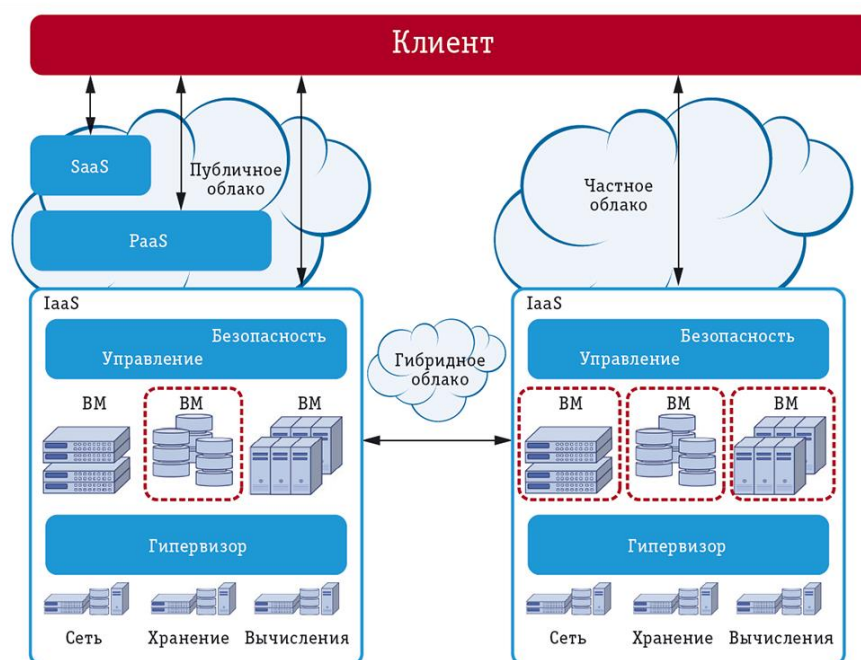 Клиент
SaaS
Публичное
облако
PaaS
Частное
облако
IaaS
Безопасность
Управление
ВМ
ВМ
ВМ
Гипервизор
Сеть
Хранение
Вычисления
Гибридное
облако
IaaS
Безопасность
Управление
ВМ
ВМ
ВМ
Гипервизор
Сеть
Хранение
Вычисления